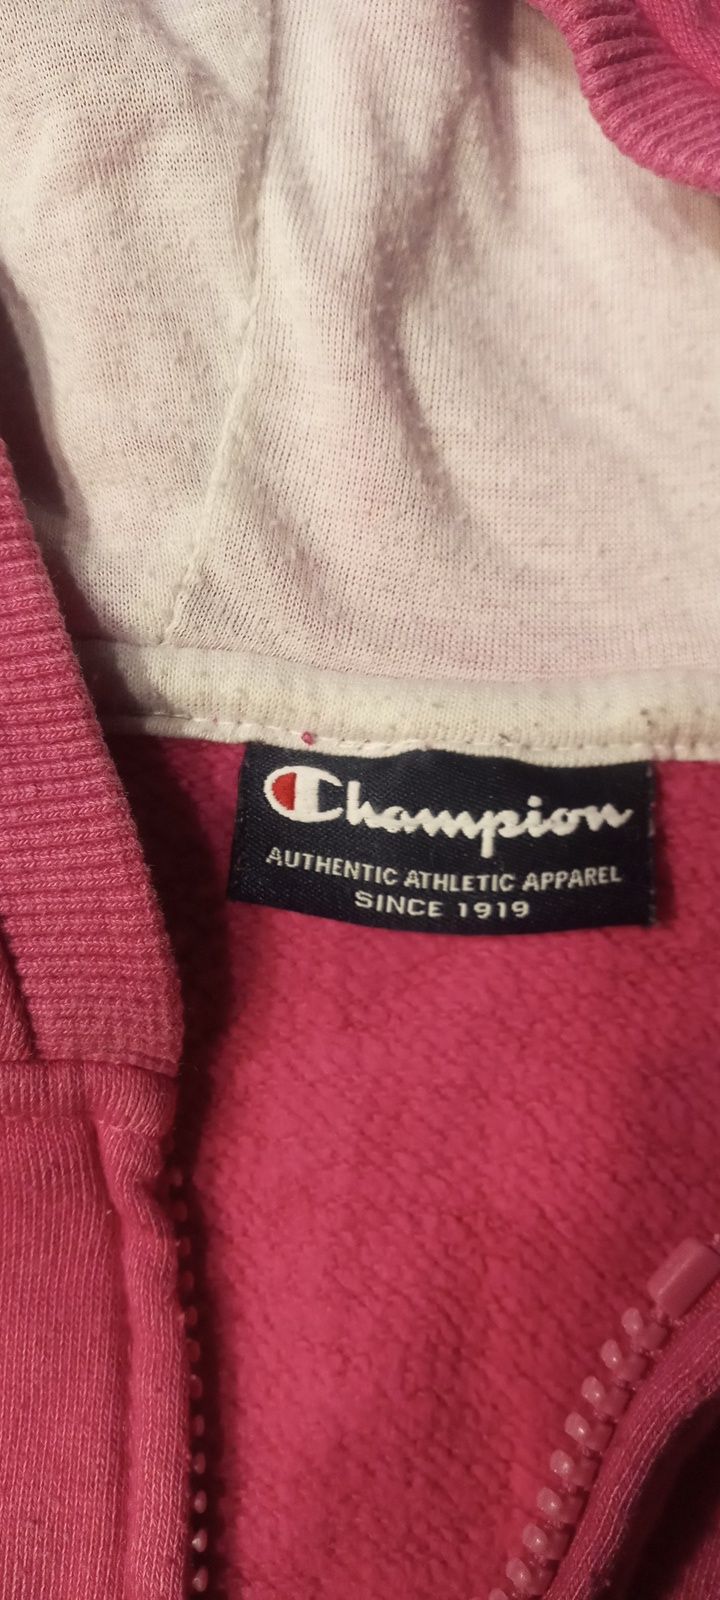 Champion
AUTHENTIC ATHLETIC APPAREL
SINCE 1919